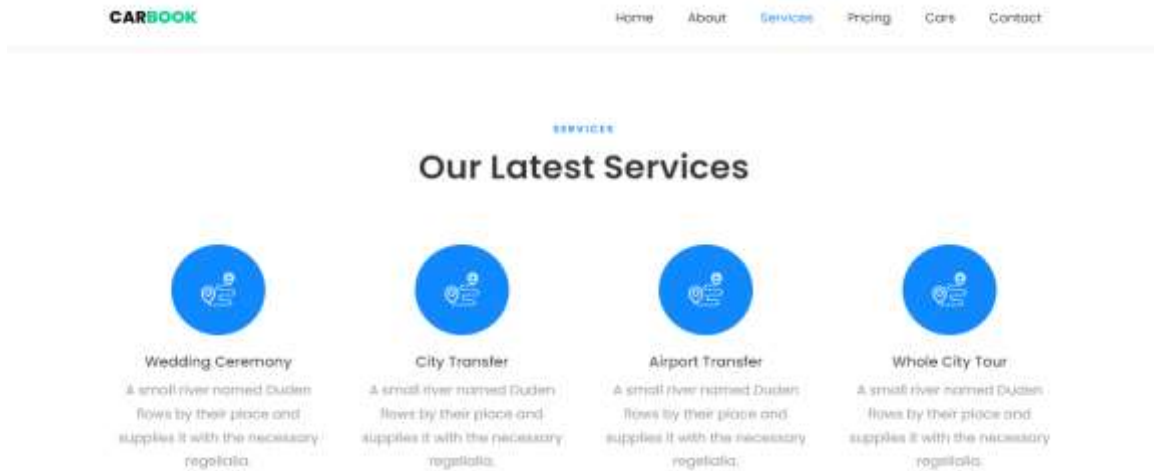 CARBOOK
Home About Services Pricing Cars Contact
SERVICES
Our Latest Services
Wedding Ceremony
A small river named Duden
flows by their place and
supplies it with the necessary
regelialia.
City Transfer
A small river named Duden
flows by their place and
supplies it with the necessary
regelialia.
Airport Transfer
A small river named Duden
flows by their place and
supplies it with the necessary
regelialia.
Whole City Tour
A small river named Duden
flows by their place and
supplies it with the necessary
regelialia.